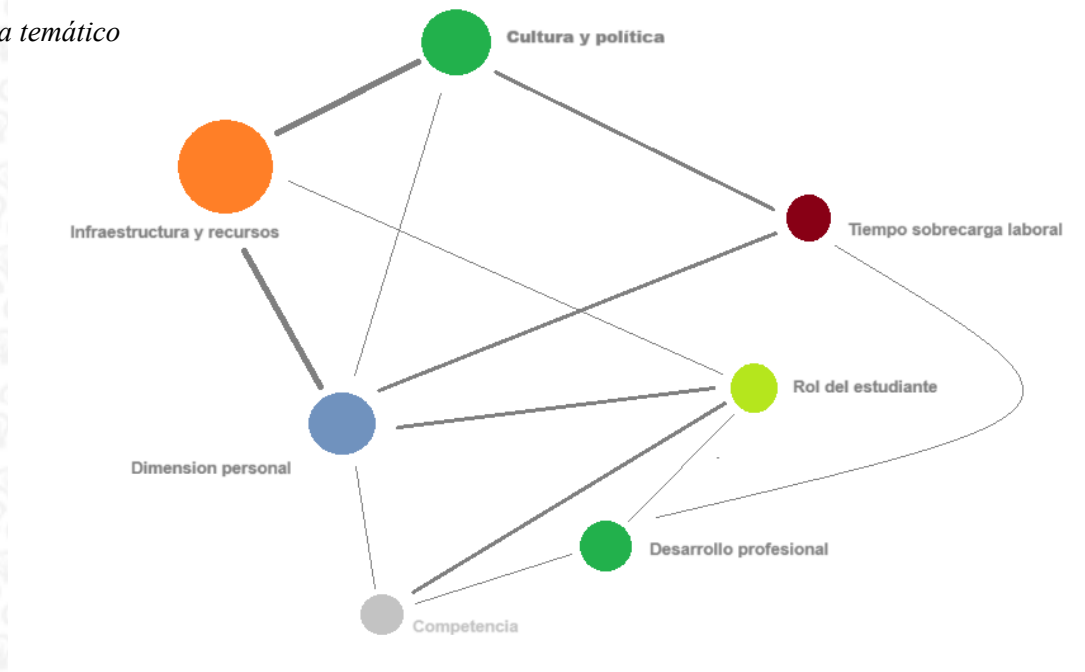 a temático
Cultura y política
Infraestructura y recursos
Tiempo sobrecarga laboral
Rol del estudiante
Dimension personal
Desarrollo profesional
Competencia